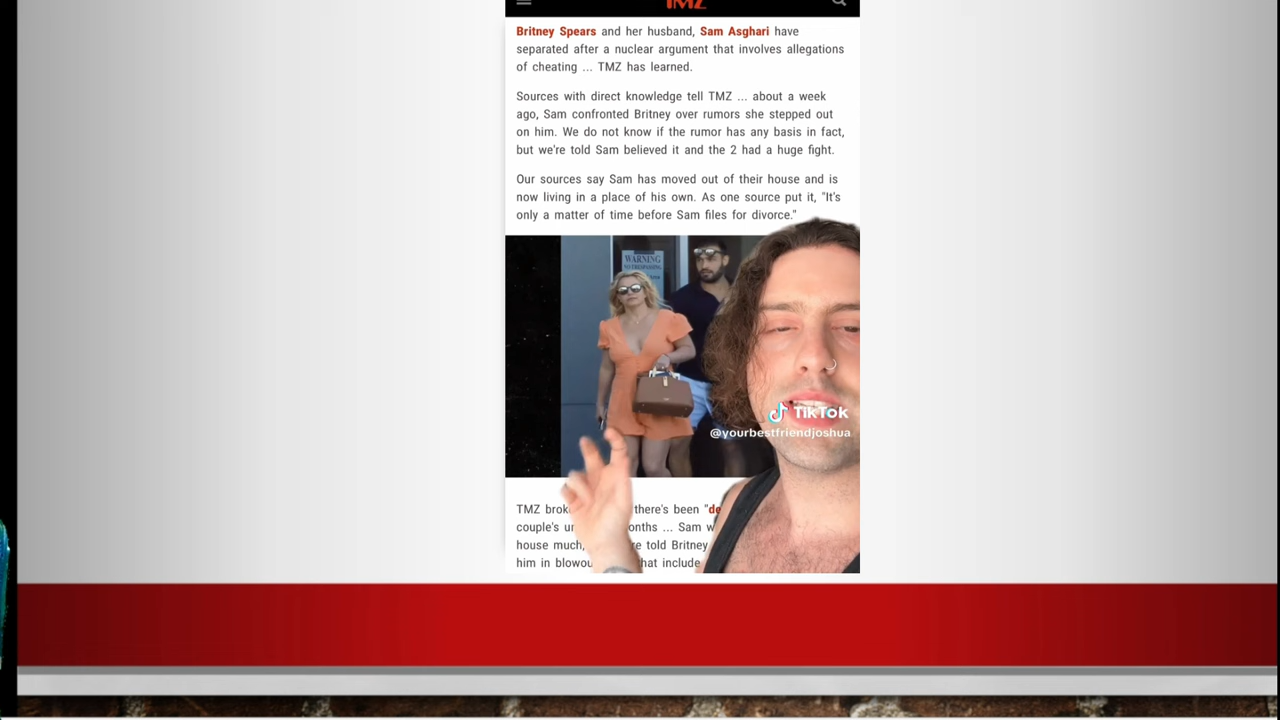 TMZ
Britney Spears and her husband, Sam Asghari have
separated after a nuclear argument that involves allegations
of cheating ... TMZ has learned.
Sources with direct knowledge tell TMZ ... about a week
ago, Sam confronted Britney over rumors she stepped out
on him. We do not know if the rumor has any basis in fact,
but we're told Sam believed it and the 2 had a huge fight.
Our sources say Sam has moved out of their house and is
now living in a place of his own. As one source put it, "It's
only a matter of time before Sam files for divorce."
WARNING
NO TRESPASSING
TikTok
@yourbestfriendjoshua
TMZ there's been
couple's ... Sam
house much, told Britney
him in include